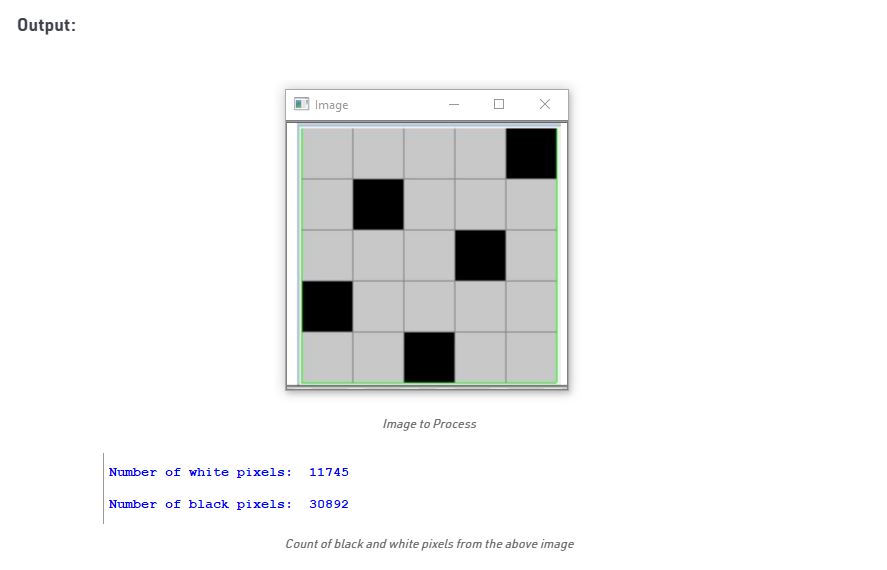 Output:
Image
Image to Process
Number of white pixels:  11745
Number of black pixels:  30892
Count of black and white pixels from the above image